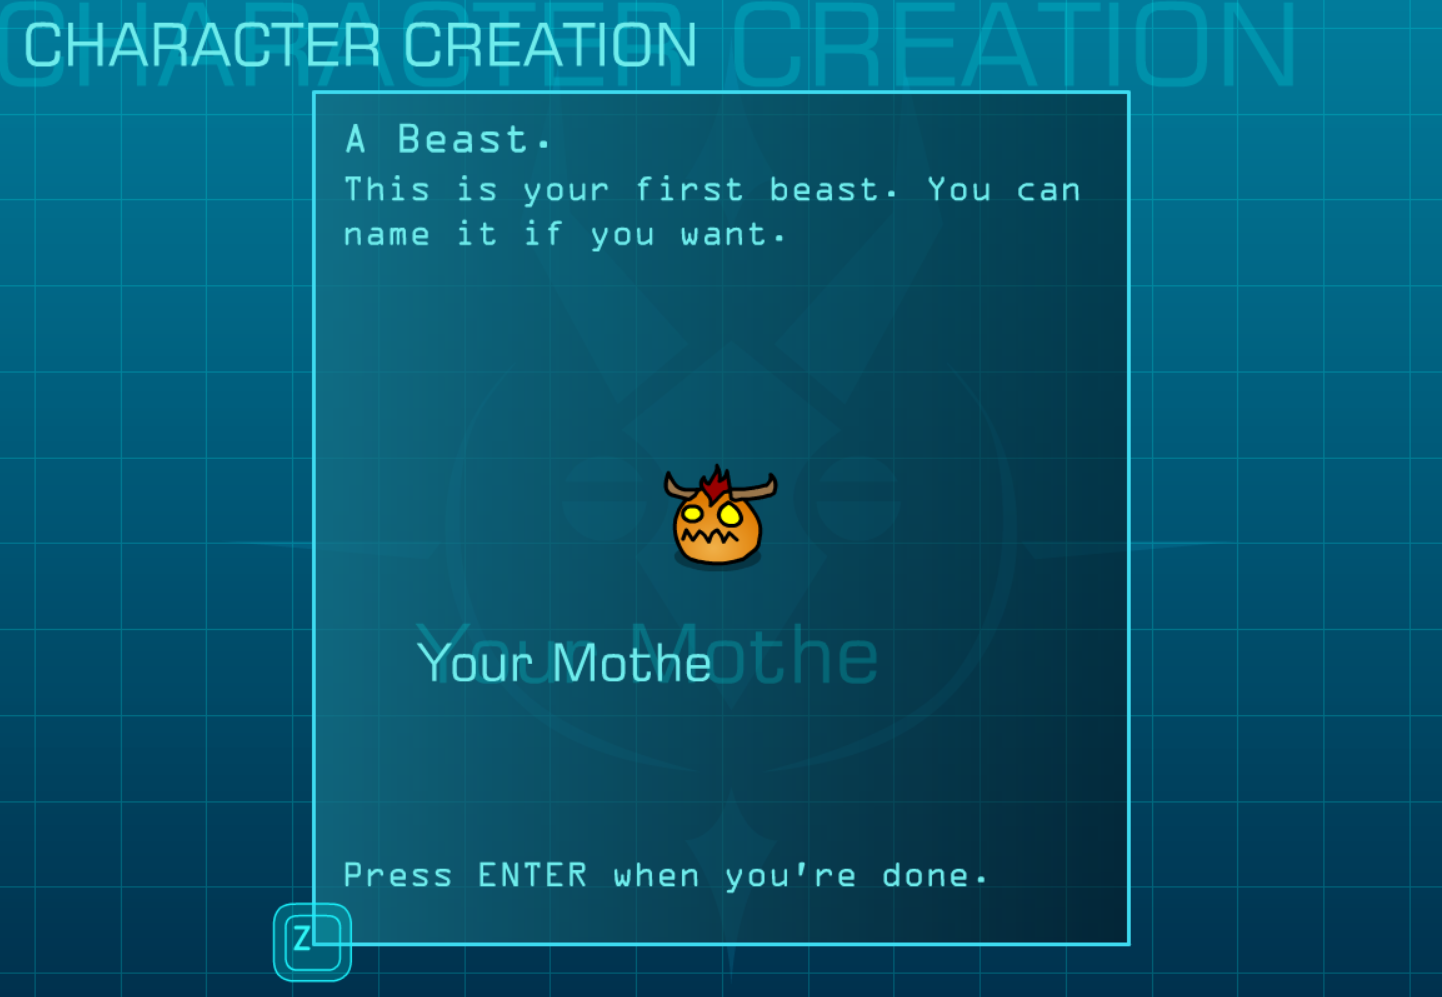 CHARACTER CREATION
A Beast.
This is your first beast. You can
name it if you want.
Your Mothe
Press ENTER when you're done.
Z